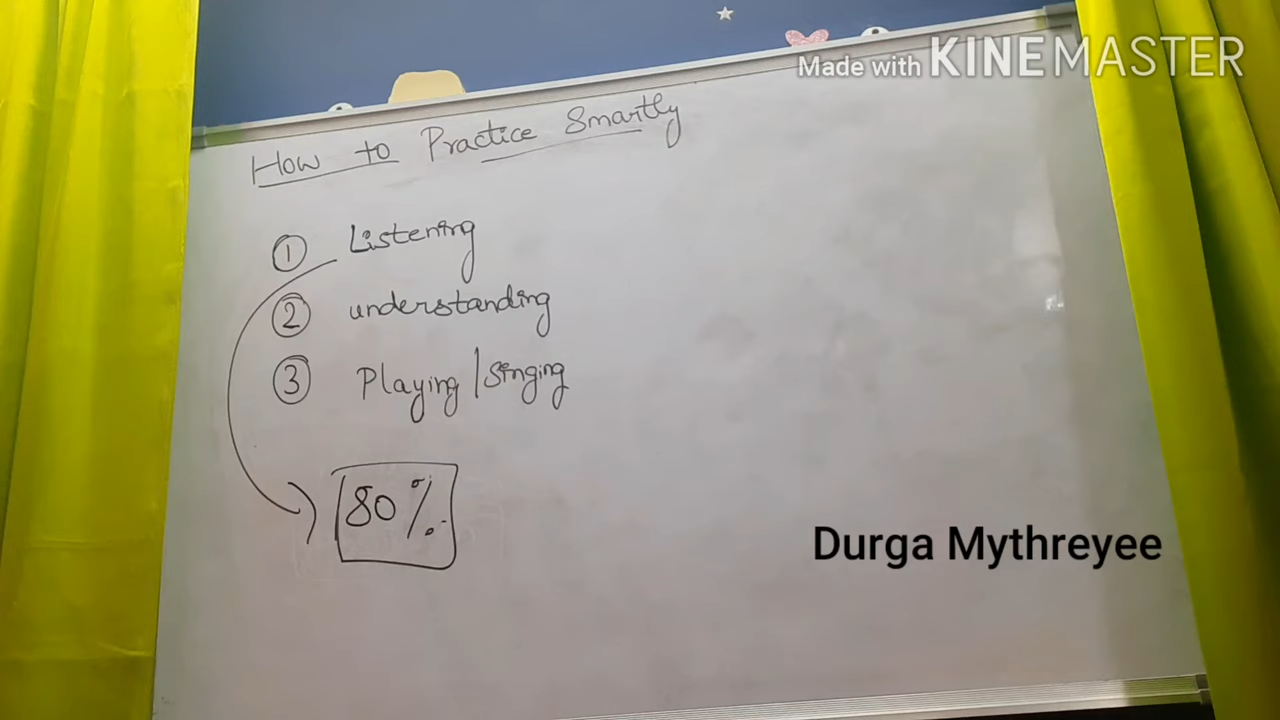 Made with KINEMASTER
How to Practice Smartly
1 Listening
2 understanding
3 Playing/Singing
80%
Durga Mythreyee